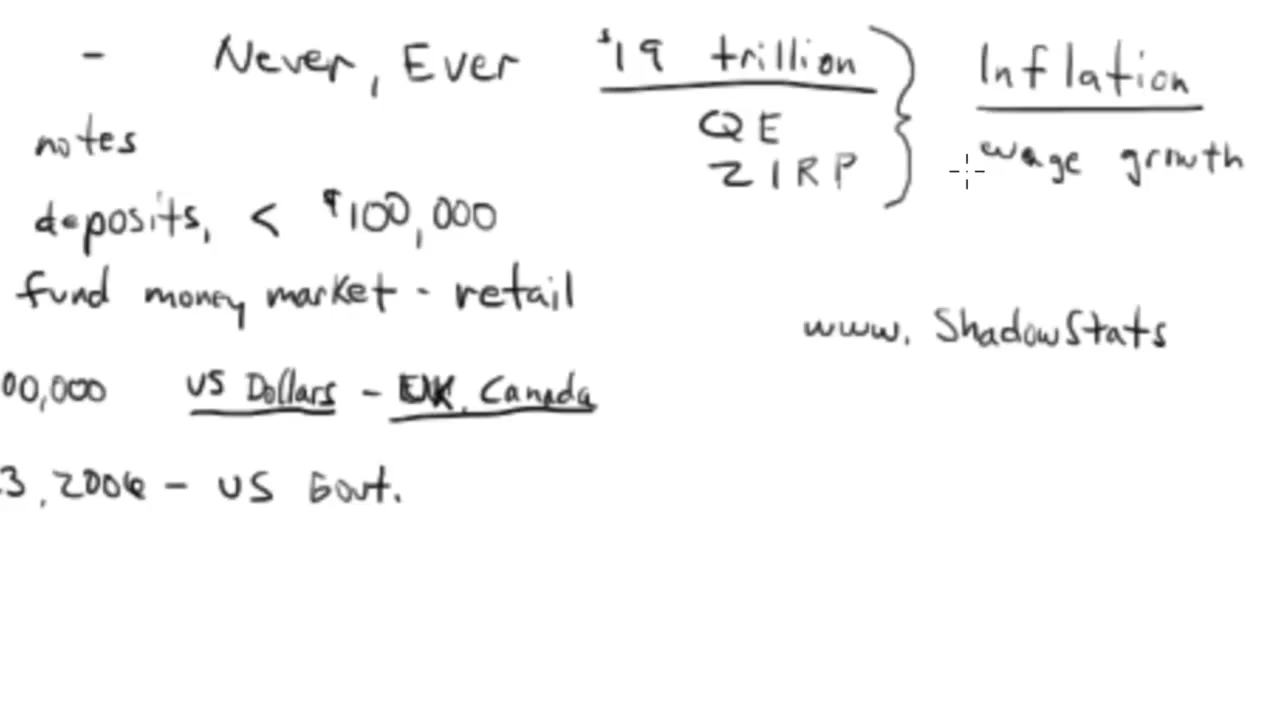 - Never, Ever
notes
deposits, < $100,000
fund money market - retail
00,000 US Dollars - UK, Canada
3, 2006 - US Govt.
$19 trillion
QE
ZIRP
Inflation
wage growth
www. ShadowStats